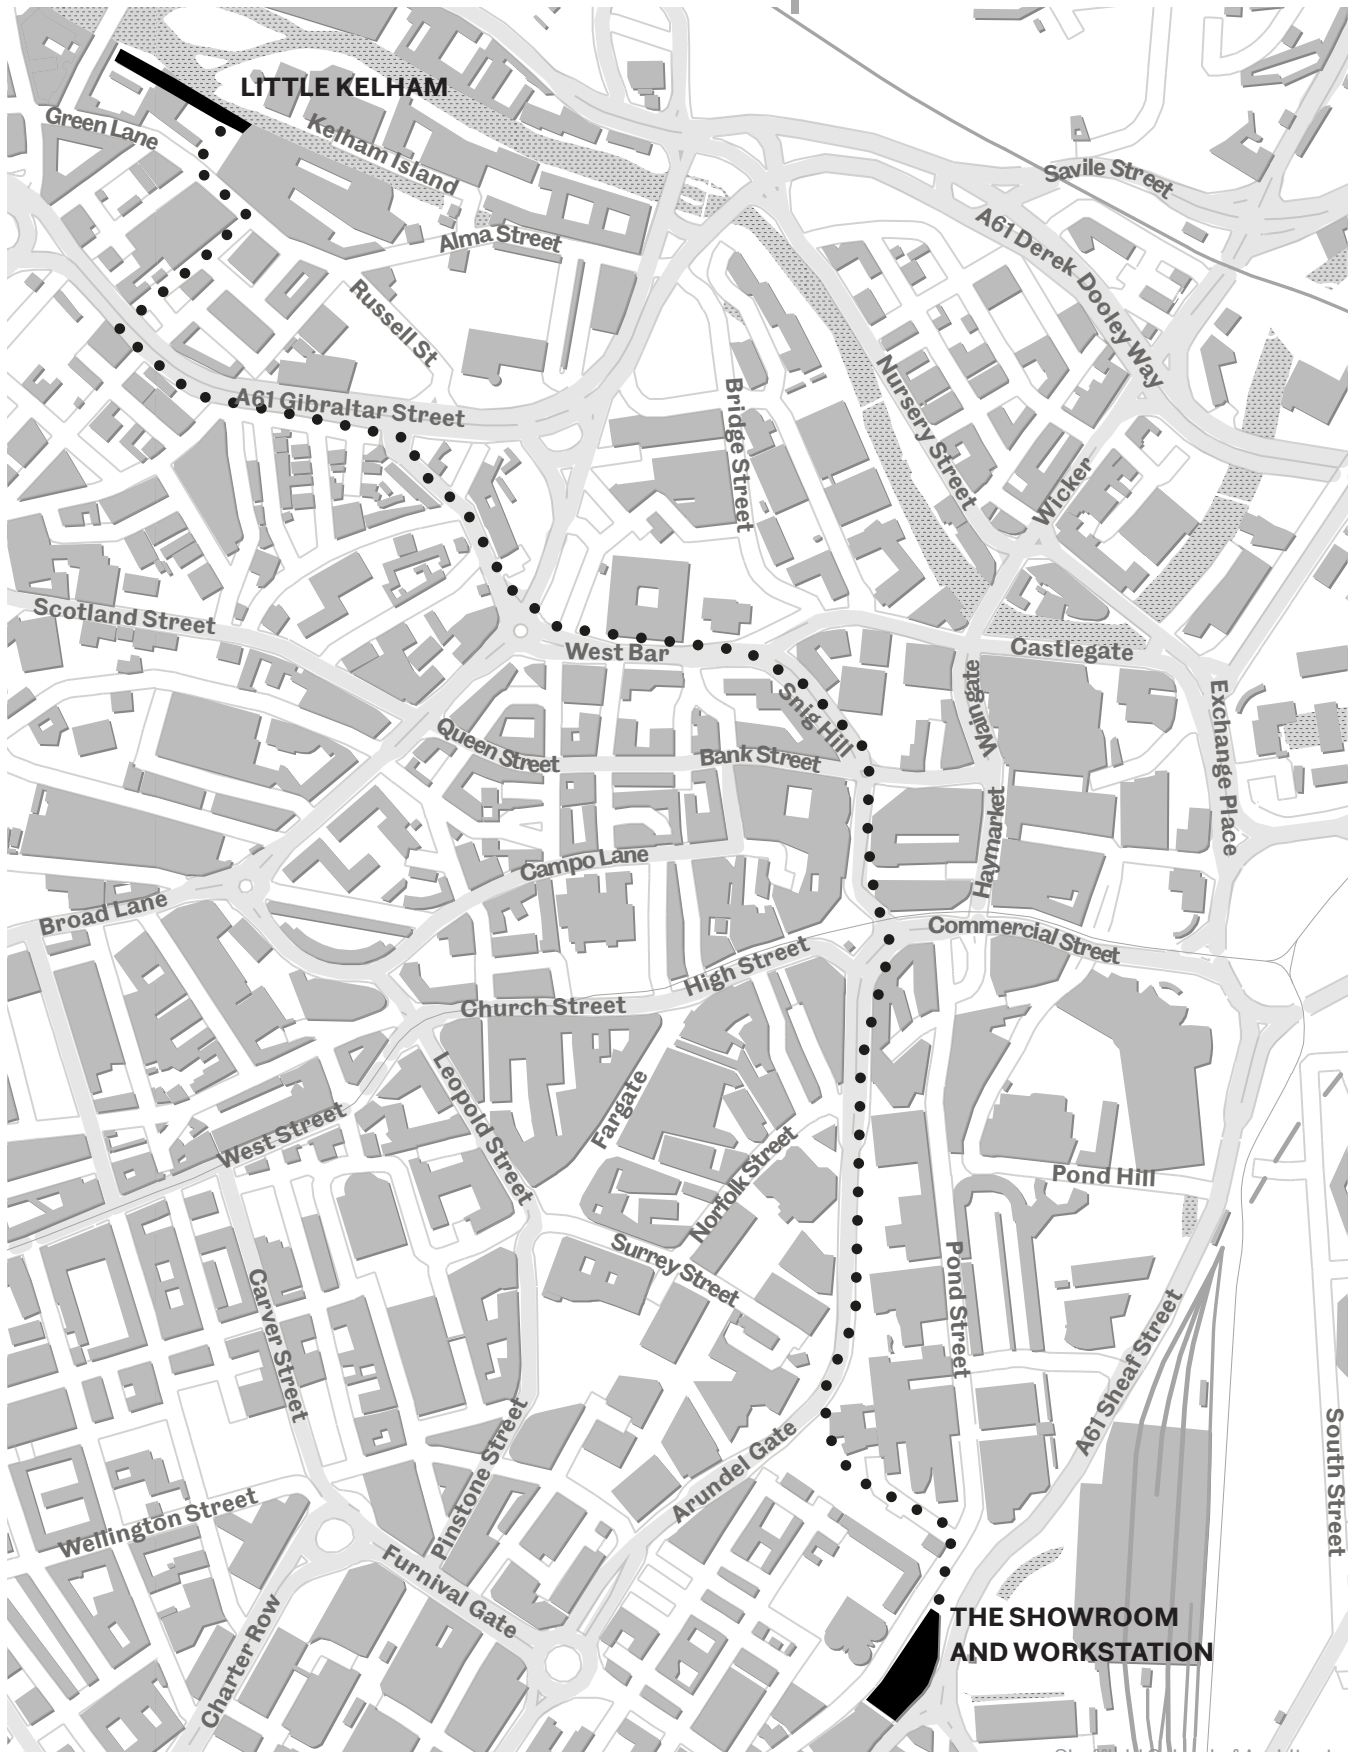 LITTLE KELHAM
Green Lane
Kelham Island
Savile Street
A61 Derek Dooley Way
Alma Street
Russell St
A61 Gibraltar Street
Bridge Street
Nursery Street
Wicker
Scotland Street
West Bar
Castlegate
Waingate
Snig Hill
Exchange Place
Queen Street
Bank Street
Haymarket
Campo Lane
Broad Lane
Commercial Street
High Street
Church Street
Leopold Street
Fargate
West Street
Norfolk Street
Pond Hill
Surrey Street
Pond Street
Carver Street
A61 Sheaf Street
Pinstone Street
Arundel Gate
South Street
Wellington Street
Furnival Gate
Charter Row
THE SHOWROOM
AND WORKSTATION